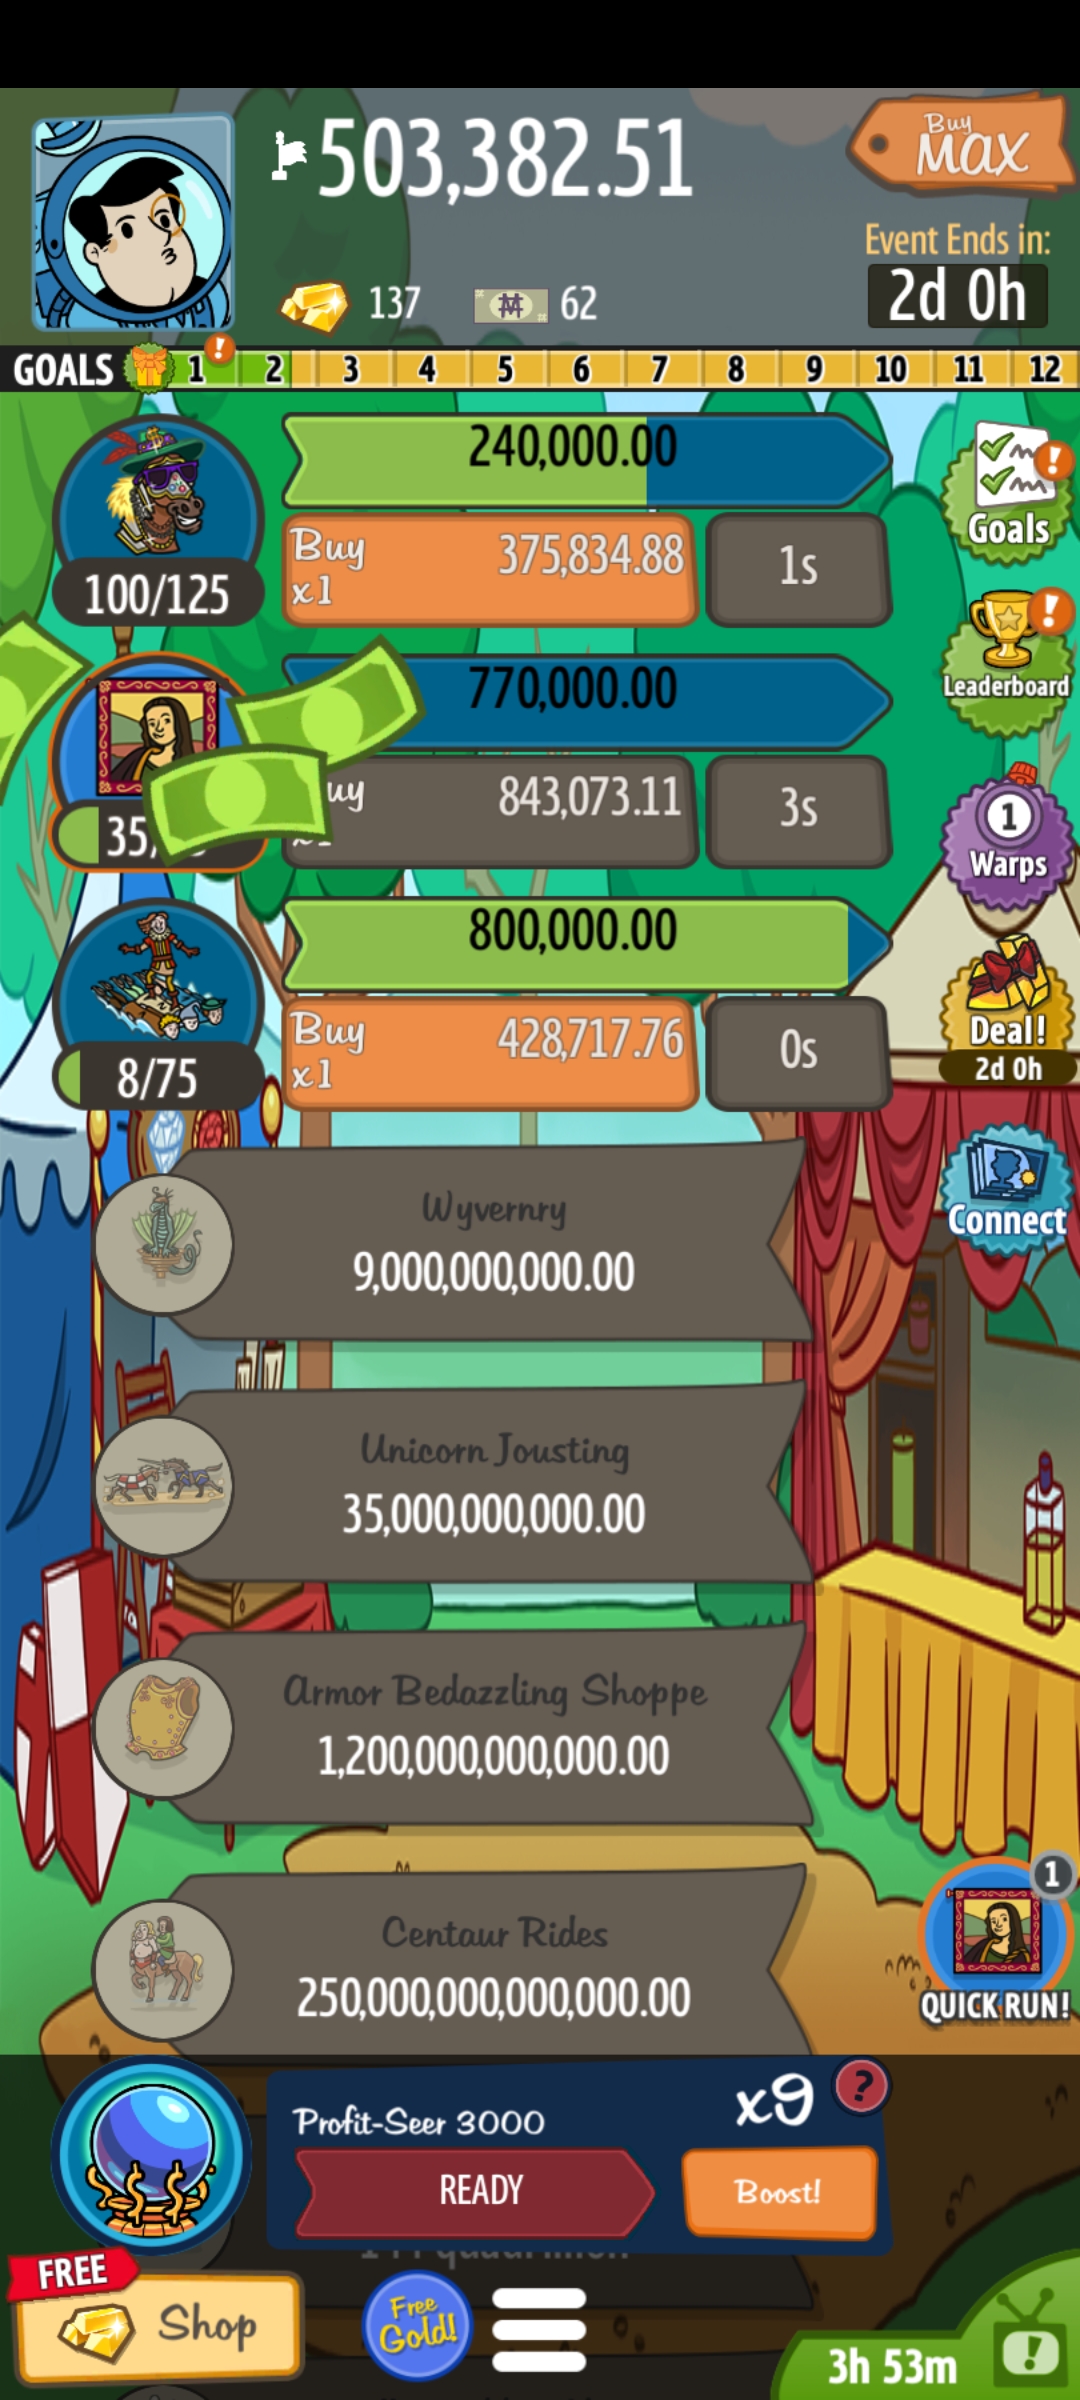 503,382.51
Buy
MAX
137
62
Event Ends in:
2d 0h
GOALS 1 ! 2 3 4 5 6 7 8 9 10 11 12
240,000.00
Buy
x1
375,834.88
1s
100/125
!
Goals
770,000.00
843,073.11
3s
35
!
Leaderboard
1
Warps
800,000.00
Buy
x1
428,717.76
0s
8/75
Deal!
2d 0h
Connect
Wyvernry
9,000,000,000.00
Unicorn Jousting
35,000,000,000.00
Armor Bedazzling Shoppe
1,200,000,000,000.00
Centaur Rides
250,000,000,000,000.00
1
QUICK RUN!
Profit-Seer 3000
x9
?
READY
Boost!
FREE
Shop
Free
Gold!
3h 53m
!